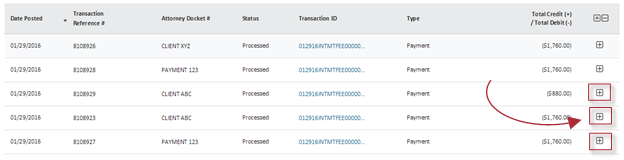 Date Posted Transaction Reference # Attorney Docket # Status Transaction ID Type Total Credit (+) / Total Debit (-)
01/29/2016 8108926 CLIENT XYZ Processed 012916INTMTFEE00000... Payment ($1,760.00)
01/29/2016 8108928 PAYMENT 123 Processed 012916INTMTFEE00000... Payment ($1,760.00)
01/29/2016 8108929 CLIENT ABC Processed 012916INTMTFEE00000... Payment ($880.00)
01/29/2016 8108923 CLIENT ABC Processed 012916INTMTFEE00000... Payment ($1,760.00)
01/29/2016 8108927 PAYMENT 123 Processed 012916INTMTFEE00000... Payment ($1,760.00)